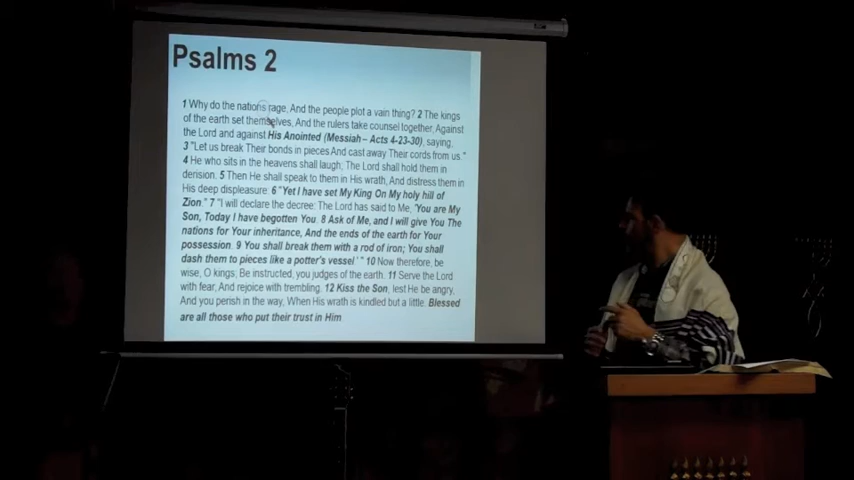 Psalms 2
1 Why do the nations rage, And the people plot a vain thing? 2 The kings
of the earth set themselves, And the rulers take counsel together, Against
the Lord and against His Anointed (Messiah – Acts 4-23-30), saying,
3 "Let us break Their bonds in pieces And cast away Their cords from us."
4 He who sits in the heavens shall laugh; The Lord shall hold them in
derision. 5 Then He shall speak to them in His wrath, And distress them in
His deep displeasure: 6 "Yet I have set My King On My holy hill of
Zion." 7 "I will declare the decree: The Lord has said to Me, 'You are My
Son, Today I have begotten You. 8 Ask of Me, and I will give You The
nations for Your inheritance, And the ends of the earth for Your
possession. 9 You shall break them with a rod of iron; You shall
dash them to pieces like a potter's vessel' " 10 Now therefore, be
wise, O kings; Be instructed, you judges of the earth. 11 Serve the Lord
with fear, And rejoice with trembling. 12 Kiss the Son, lest He be angry,
And you perish in the way, When His wrath is kindled but a little. Blessed
are all those who put their trust in Him.